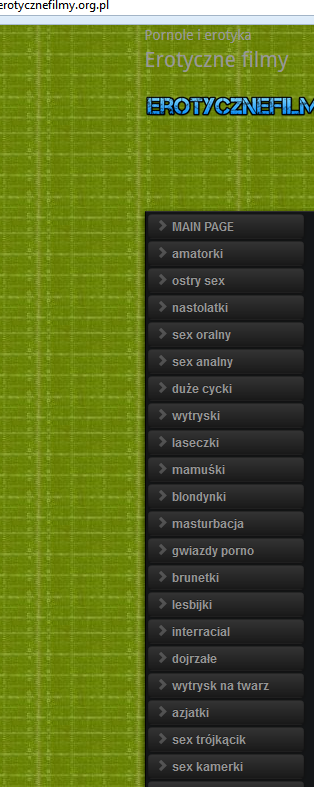 erotycznefilmy.org.pl
Pornole i erotyka
Erotyczne filmy
EROTYCZNEFILM
MAIN PAGE
amatorki
ostry sex
nastolatki
sex oralny
sex analny
duże cycki
wytryski
laseczki
mamuśki
blondynki
masturbacja
gwiazdy porno
brunetki
lesbijki
interracial
dojrzałe
wytrysk na twarz
azjatki
sex trójkącik
sex kamerki